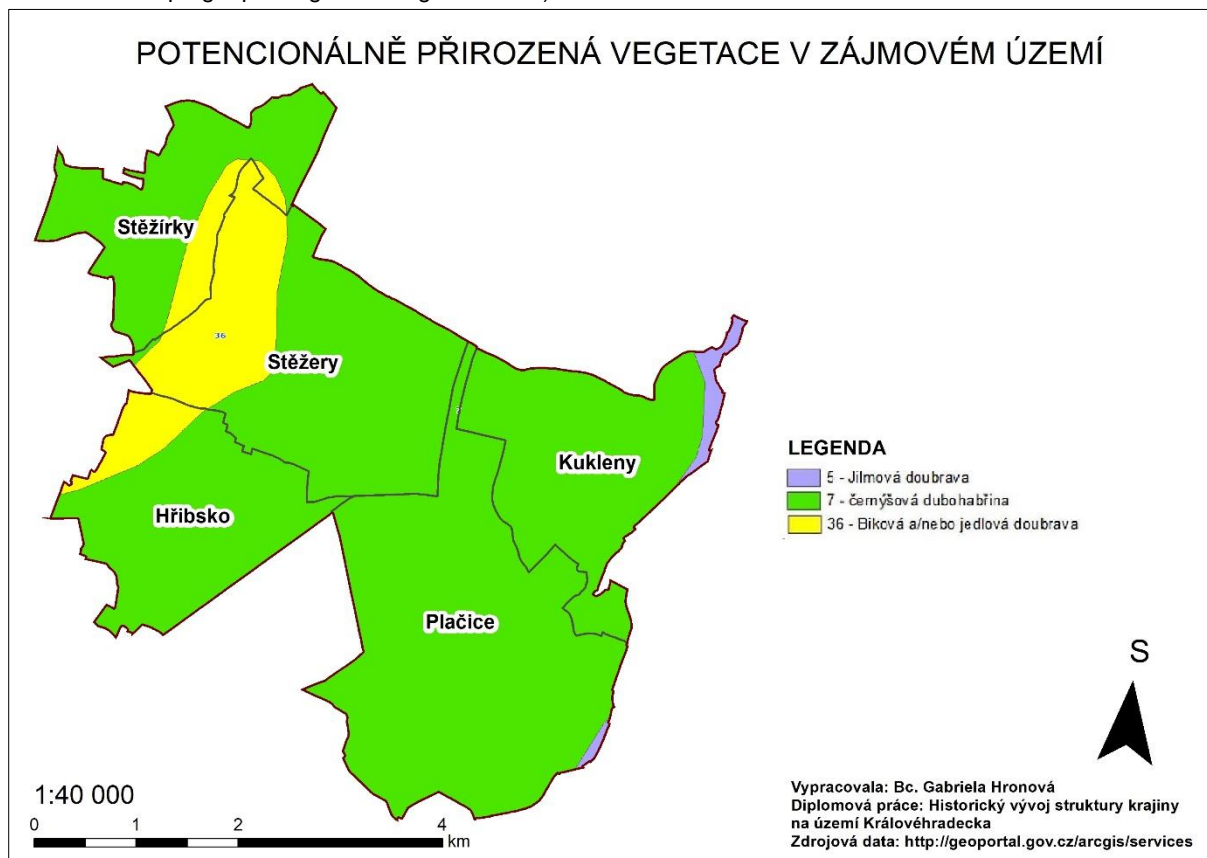 POTENCIONÁLNĚ PŘIROZENÁ VEGETACE V ZÁJMOVÉM ÚZEMÍ
Stěžírky
36
Stěžery
7
Kukleny
Hřibsko
Plačice
LEGENDA
5 - Jilmová doubrava
7 - černýšová dubohabřina
36 - Biková a/nebo jedlová doubrava
S
1:40 000
0 1 2 4
km
Vypracovala: Bc. Gabriela Hronová
Diplomová práce: Historický vývoj struktury krajiny
na území Královéhradecka
Zdrojová data: http://geoportal.gov.cz/arcgis/services